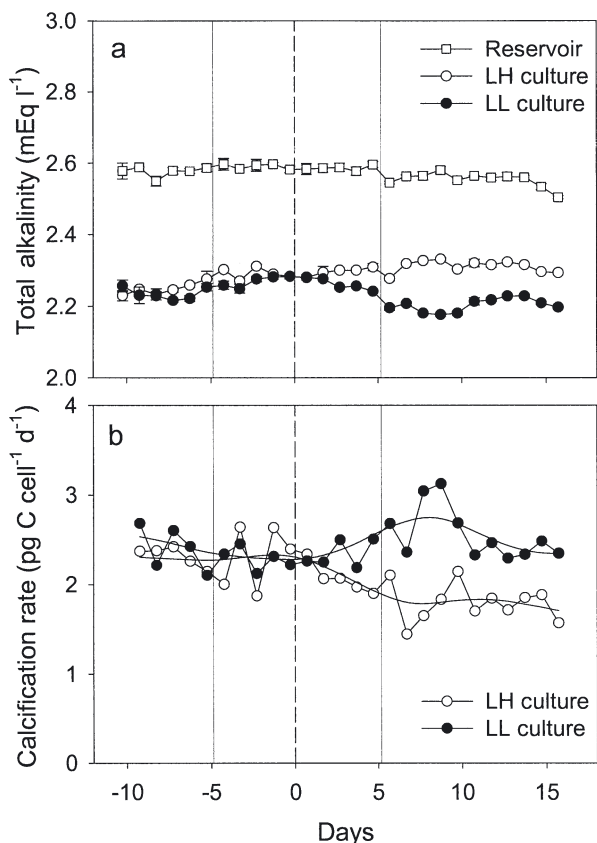 a
Reservoir
LH culture
LL culture
Total alkalinity (mEq l⁻¹)
3.0
2.8
2.6
2.4
2.2
2.0
b
LH culture
LL culture
Calcification rate (pg C cell⁻¹ d⁻¹)
4
3
2
1
0
-10 -5 0 5 10 15
Days